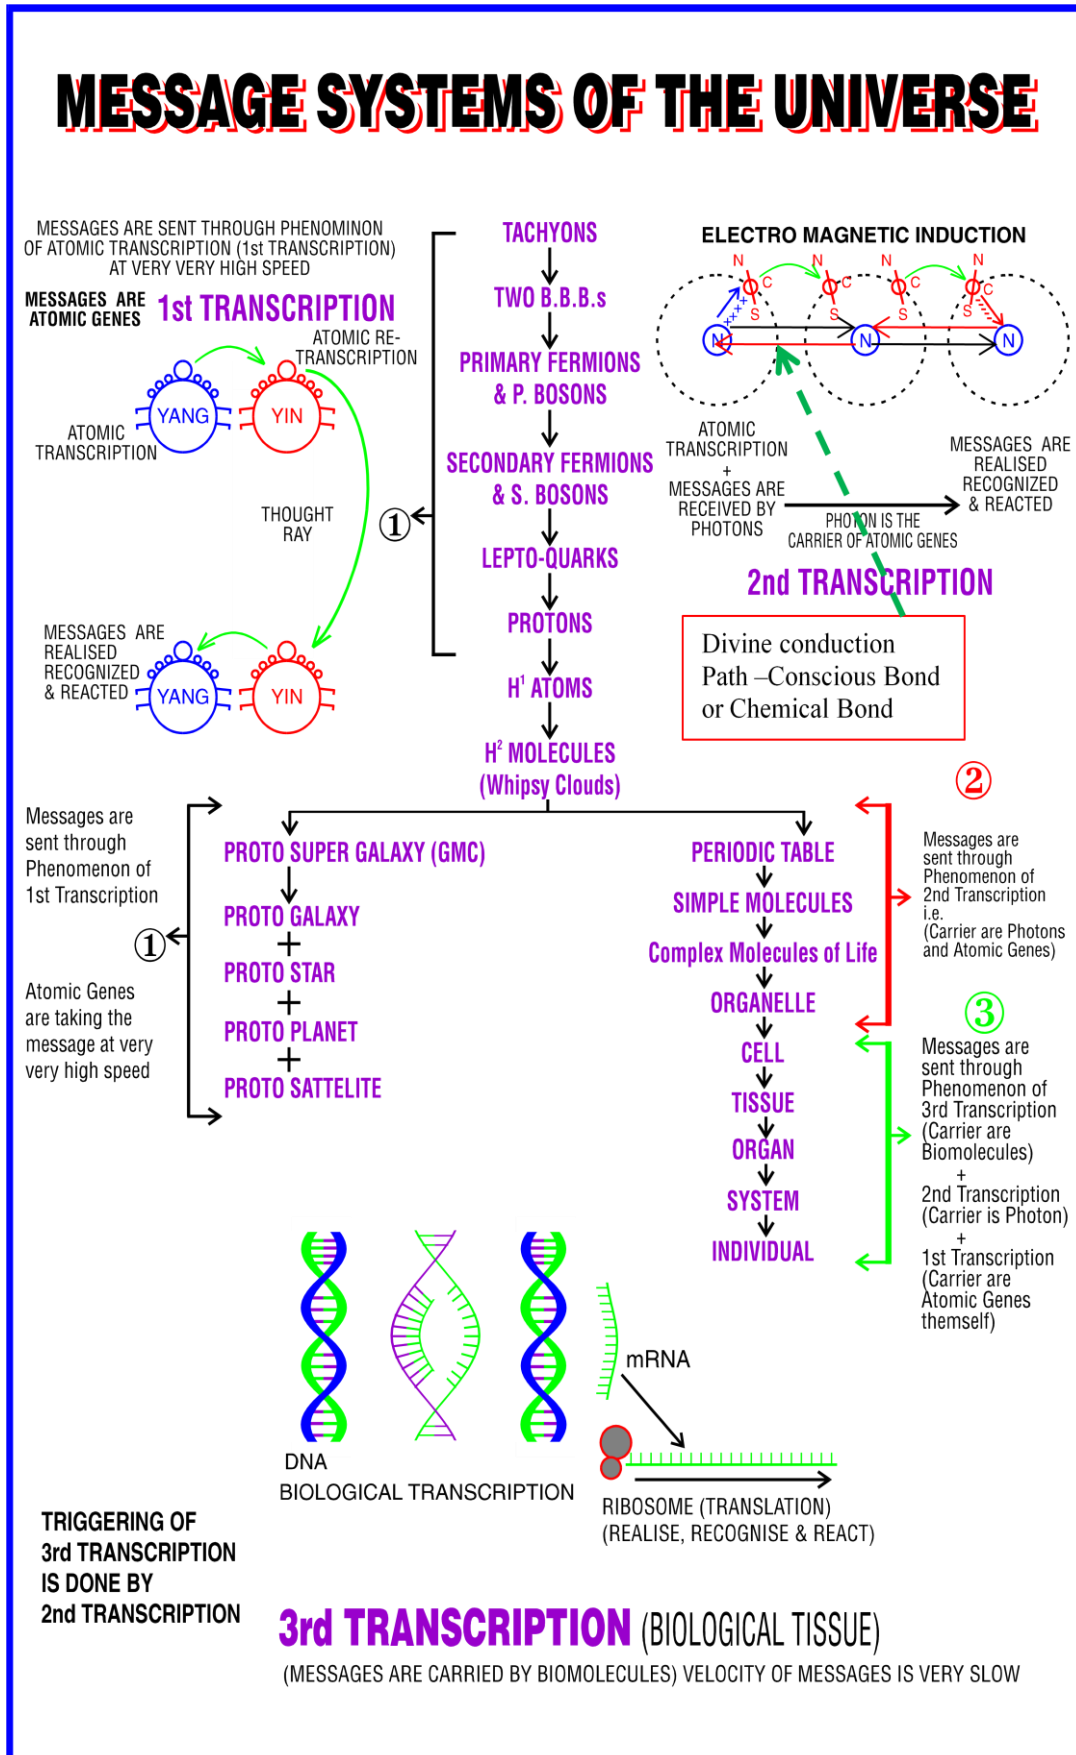 MESSAGE SYSTEMS OF THE UNIVERSE
MESSAGES ARE SENT THROUGH PHENOMINON
OF ATOMIC TRANSCRIPTION (1st TRANSCRIPTION)
AT VERY VERY HIGH SPEED
MESSAGES ARE
ATOMIC GENES
1st TRANSCRIPTION
ATOMIC RE-
TRANSCRIPTION
YANG
YIN
ATOMIC
TRANSCRIPTION
THOUGHT
RAY
MESSAGES ARE
REALISED
RECOGNIZED
& REACTED
YANG
YIN
①
TACHYONS
TWO B.B.B.s
PRIMARY FERMIONS
& P. BOSONS
SECONDARY FERMIONS
& S. BOSONS
LEPTO-QUARKS
PROTONS
H¹ ATOMS
H² MOLECULES
(Whipsy Clouds)
ELECTRO MAGNETIC INDUCTION
N N N N
C C C C
S S S S
N N N
ATOMIC
TRANSCRIPTION
+
MESSAGES ARE
RECEIVED BY
PHOTONS
PHOTON IS THE
CARRIER OF ATOMIC GENES
MESSAGES ARE
REALISED
RECOGNIZED
& REACTED
2nd TRANSCRIPTION
Divine conduction
Path –Conscious Bond
or Chemical Bond
Messages are
sent through
Phenomenon of
1st Transcription
①
Atomic Genes
are taking the
message at very
very high speed
PROTO SUPER GALAXY (GMC)
PROTO GALAXY
+
PROTO STAR
+
PROTO PLANET
+
PROTO SATTELITE
PERIODIC TABLE
SIMPLE MOLECULES
Complex Molecules of Life
ORGANELLE
CELL
TISSUE
ORGAN
SYSTEM
INDIVIDUAL
②
Messages are
sent through
Phenomenon of
2nd Transcription
i.e.
(Carrier are Photons
and Atomic Genes)
③
Messages are
sent through
Phenomenon of
3rd Transcription
(Carrier are
Biomolecules)
+
2nd Transcription
(Carrier is Photon)
+
1st Transcription
(Carrier are
Atomic Genes
themself)
mRNA
DNA
BIOLOGICAL TRANSCRIPTION
RIBOSOME (TRANSLATION)
(REALISE, RECOGNISE & REACT)
TRIGGERING OF
3rd TRANSCRIPTION
IS DONE BY
2nd TRANSCRIPTION
3rd TRANSCRIPTION (BIOLOGICAL TISSUE)
(MESSAGES ARE CARRIED BY BIOMOLECULES) VELOCITY OF MESSAGES IS VERY SLOW